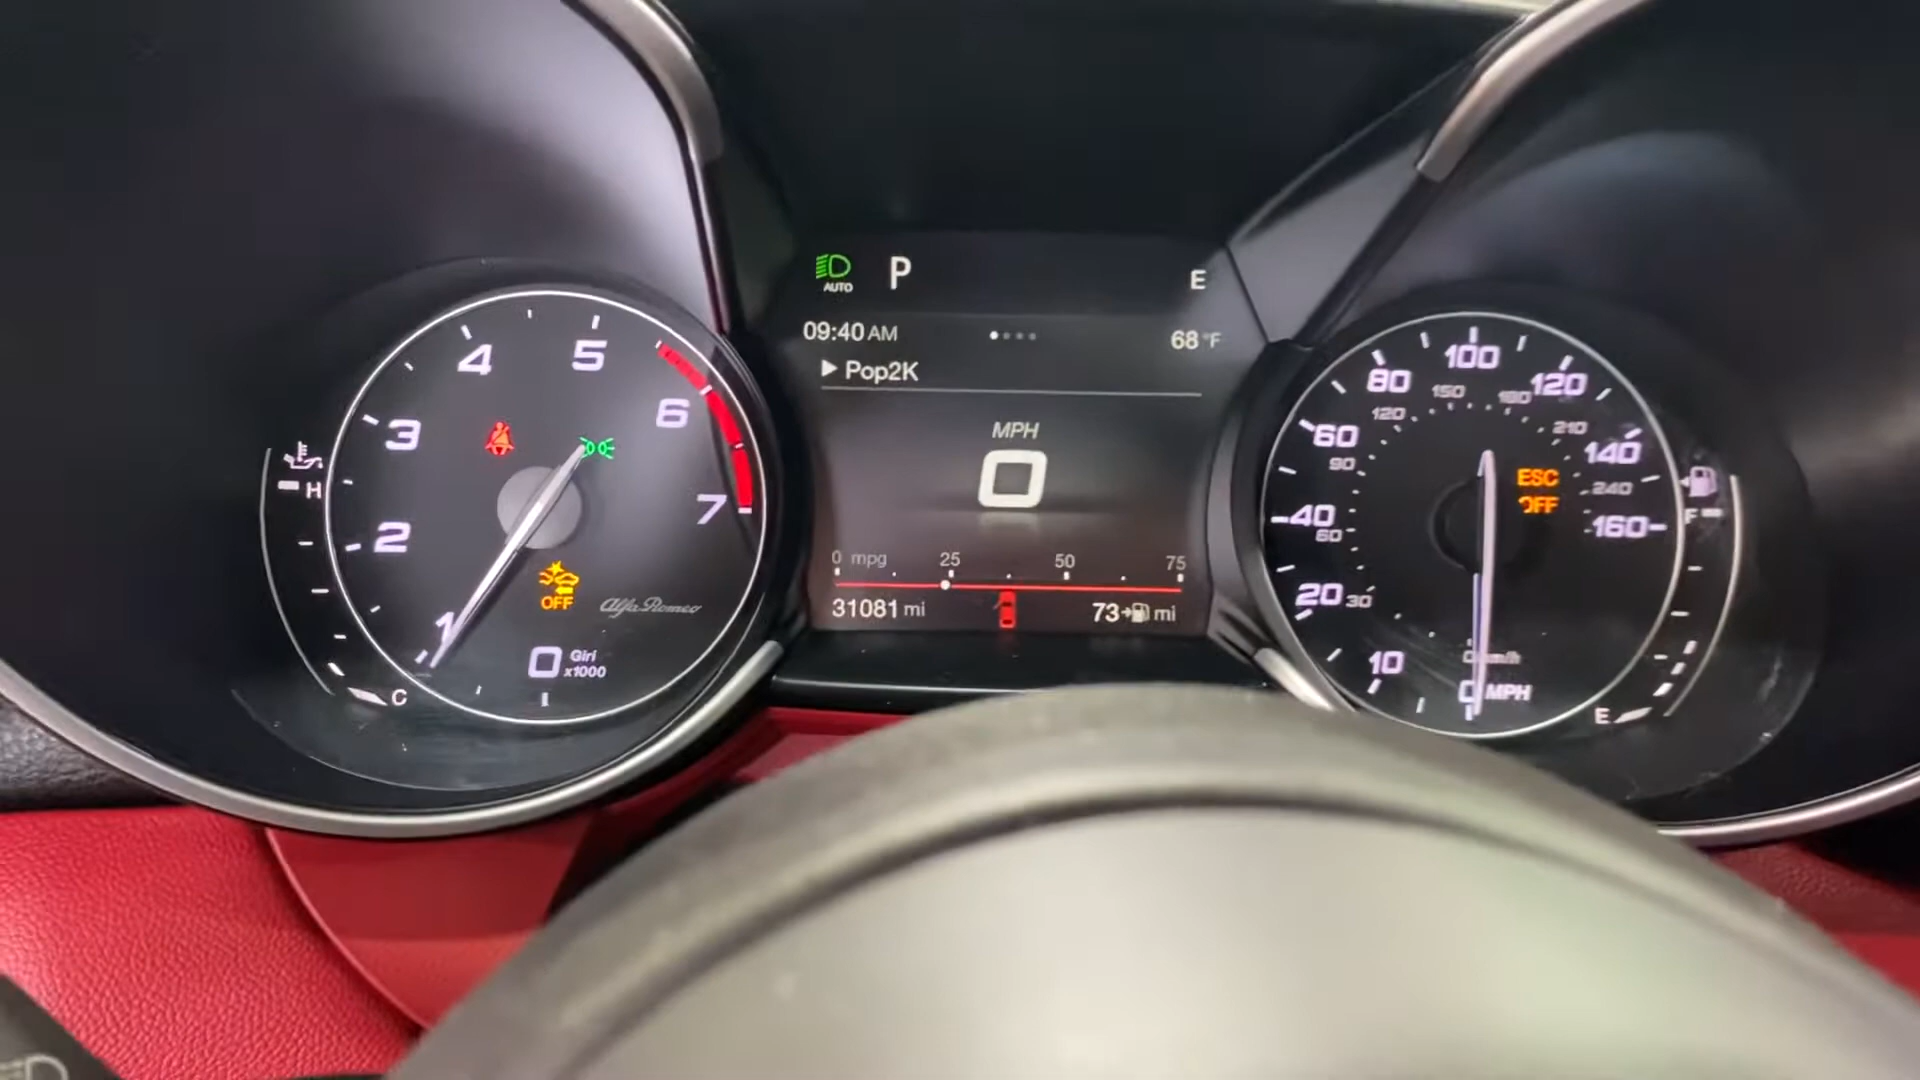 4
5
3
6
2
7
1
H
C
OFF
Alfa Romeo
0 Giri
x1000
AUTO
P
E
09:40 AM
68 °F
Pop2K
MPH
0
0 mpg 25 50 75
31081 mi
73 mi
100
80
120
150
180
120
210
60
140
90
ESC
OFF
240
40
160
60
F
20 30
10
km/h
0 MPH
E